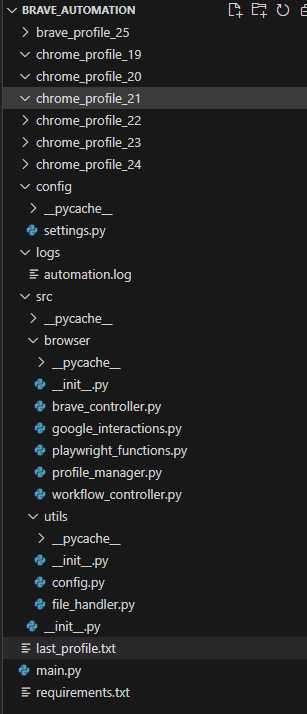 BRAVE_AUTOMATION
brave_profile_25
chrome_profile_19
chrome_profile_20
chrome_profile_21
chrome_profile_22
chrome_profile_23
chrome_profile_24
config
__pycache__
settings.py
logs
automation.log
src
__pycache__
browser
__pycache__
__init__.py
brave_controller.py
google_interactions.py
playwright_functions.py
profile_manager.py
workflow_controller.py
utils
__pycache__
__init__.py
config.py
file_handler.py
__init__.py
last_profile.txt
main.py
requirements.txt